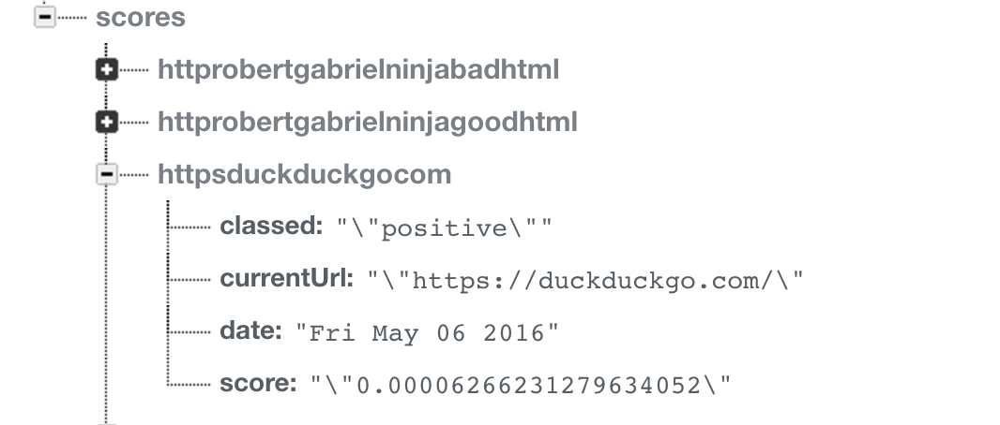 scores
httprobertgabrielninjabadhtml
httprobertgabrielninjagoodhtml
httpsduckduckgocom
classed: "\"positive\""
currentUrl: "\"https://duckduckgo.com/\"
date: "Fri May 06 2016"
score: "\"0.00006266231279634052\"